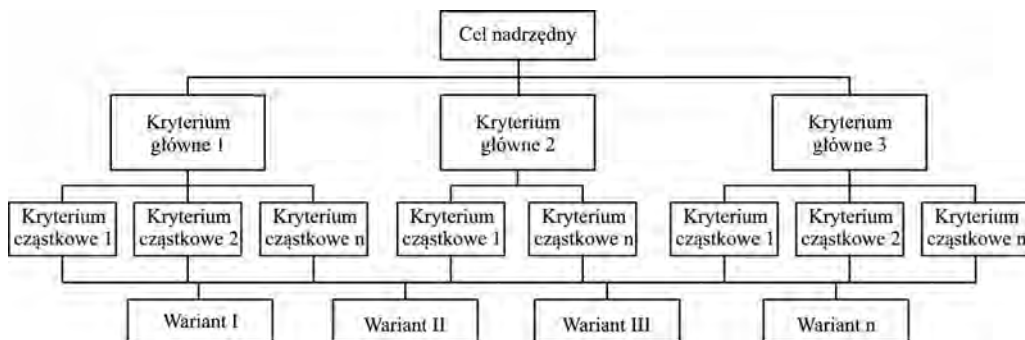 Cel nadrzędny
Kryterium
główne 1
Kryterium
główne 2
Kryterium
główne 3
Kryterium
cząstkowe 1
Kryterium
cząstkowe 2
Kryterium
cząstkowe n
Kryterium
cząstkowe 1
Kryterium
cząstkowe n
Kryterium
cząstkowe 1
Kryterium
cząstkowe 2
Kryterium
cząstkowe n
Wariant I
Wariant II
Wariant III
Wariant n